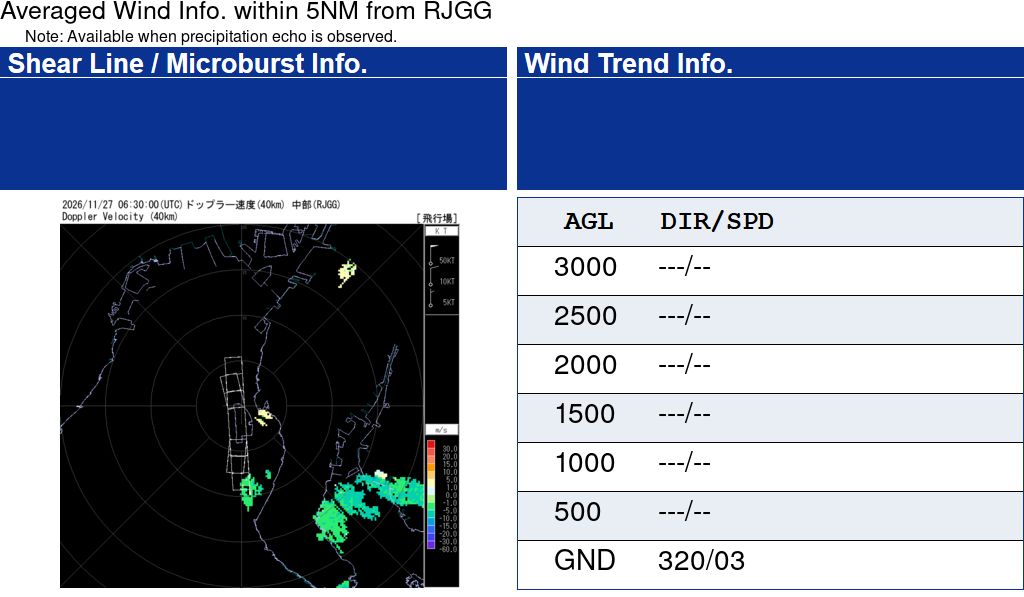 Averaged Wind Info. within 5NM from RJGG
Note: Available when precipitation echo is observed.
Shear Line / Microburst Info.
Wind Trend Info.
2026/11/27 06:30:00(UTC) ドップラー速度(40km) 中部(RJGG)
Doppler Velocity (40km)
[飛行場]
KT
50KT
10KT
5KT
m/s
30.0
20.0
15.0
10.0
5.0
1.0
0.0
-1.0
-5.0
-10.0
-15.0
-20.0
-30.0
-60.0
AGL DIR/SPD
3000 ---/--
2500 ---/--
2000 ---/--
1500 ---/--
1000 ---/--
500 ---/--
GND 320/03